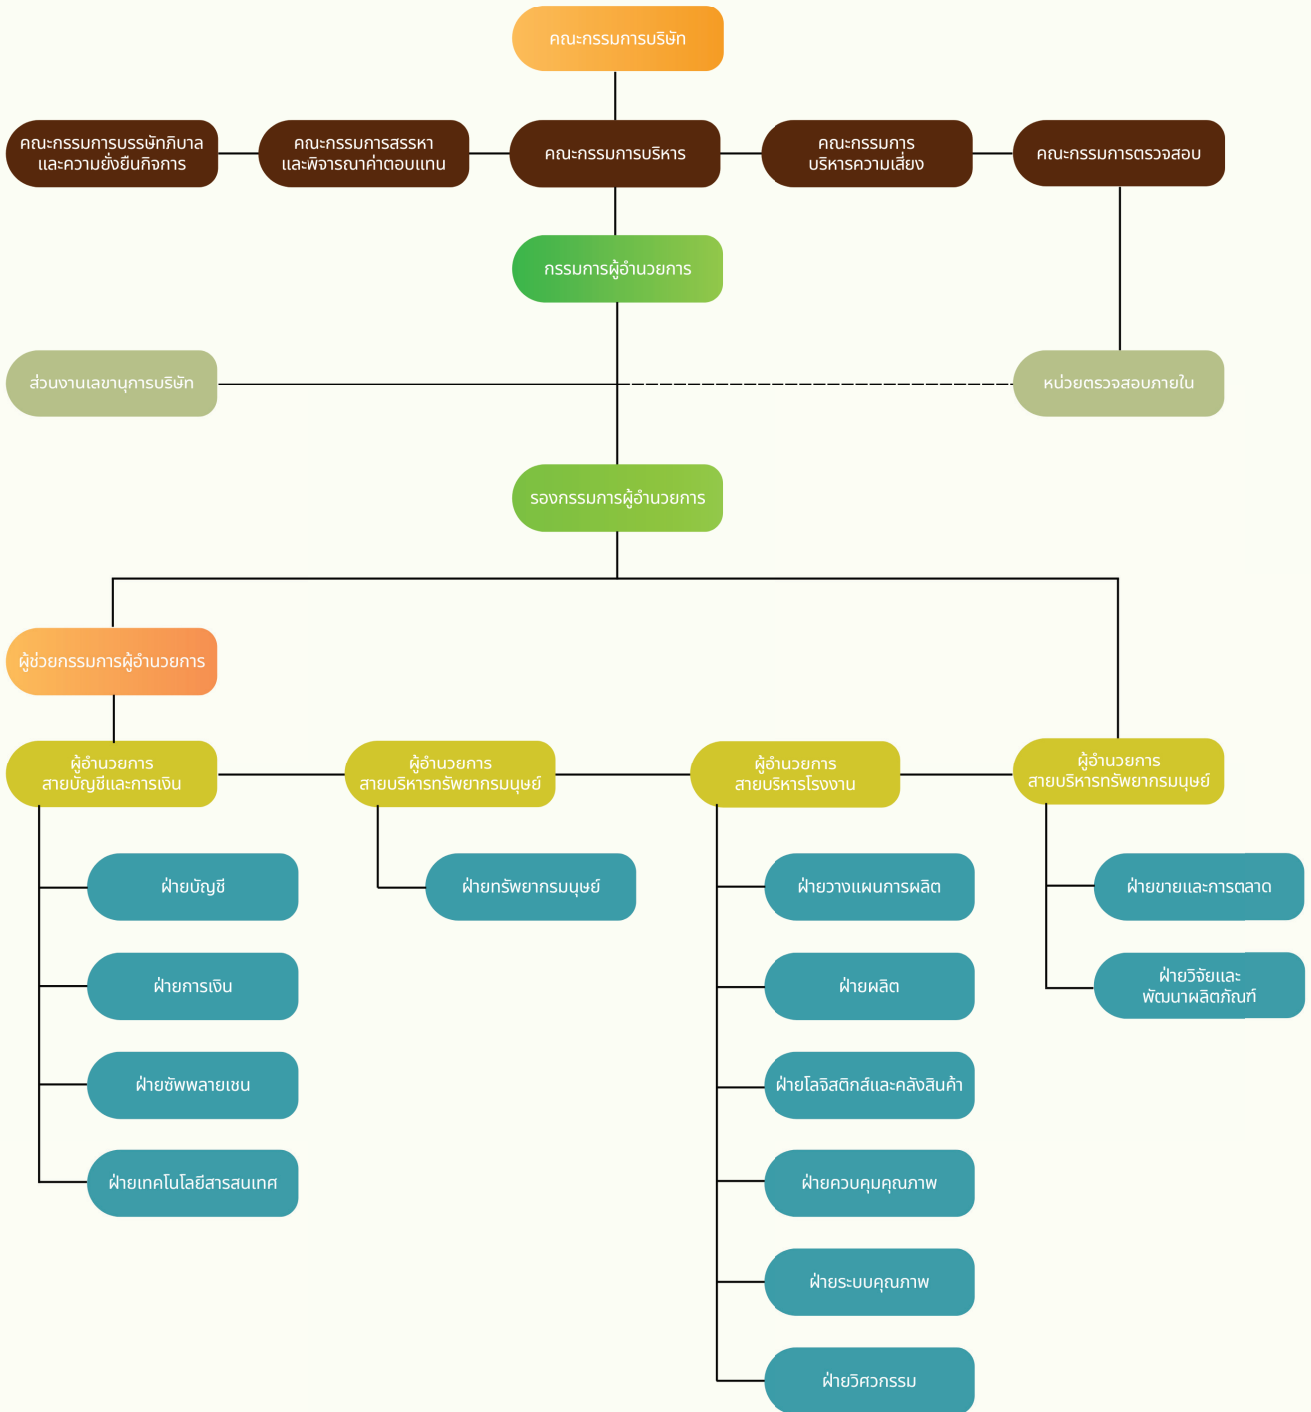 คณะกรรมการบริษัท
คณะกรรมการบรรษัทภิบาล
และความยั่งยืนกิจการ
คณะกรรมการสรรหา
และพิจารณาค่าตอบแทน
คณะกรรมการบริหาร
คณะกรรมการ
บริหารความเสี่ยง
คณะกรรมการตรวจสอบ
กรรมการผู้อำนวยการ
ส่วนงานเลขานุการบริษัท
หน่วยตรวจสอบภายใน
รองกรรมการผู้อำนวยการ
ผู้ช่วยกรรมการผู้อำนวยการ
ผู้อำนวยการ
สายบัญชีและการเงิน
ผู้อำนวยการ
สายบริหารทรัพยากรมนุษย์
ผู้อำนวยการ
สายบริหารโรงงาน
ผู้อำนวยการ
สายบริหารทรัพยากรมนุษย์
ฝ่ายบัญชี
ฝ่ายทรัพยากรมนุษย์
ฝ่ายวางแผนการผลิต
ฝ่ายขายและการตลาด
ฝ่ายการเงิน
ฝ่ายผลิต
ฝ่ายวิจัยและ
พัฒนาผลิตภัณฑ์
ฝ่ายซัพพลายเชน
ฝ่ายโลจิสติกส์และคลังสินค้า
ฝ่ายเทคโนโลยีสารสนเทศ
ฝ่ายควบคุมคุณภาพ
ฝ่ายระบบคุณภาพ
ฝ่ายวิศวกรรม